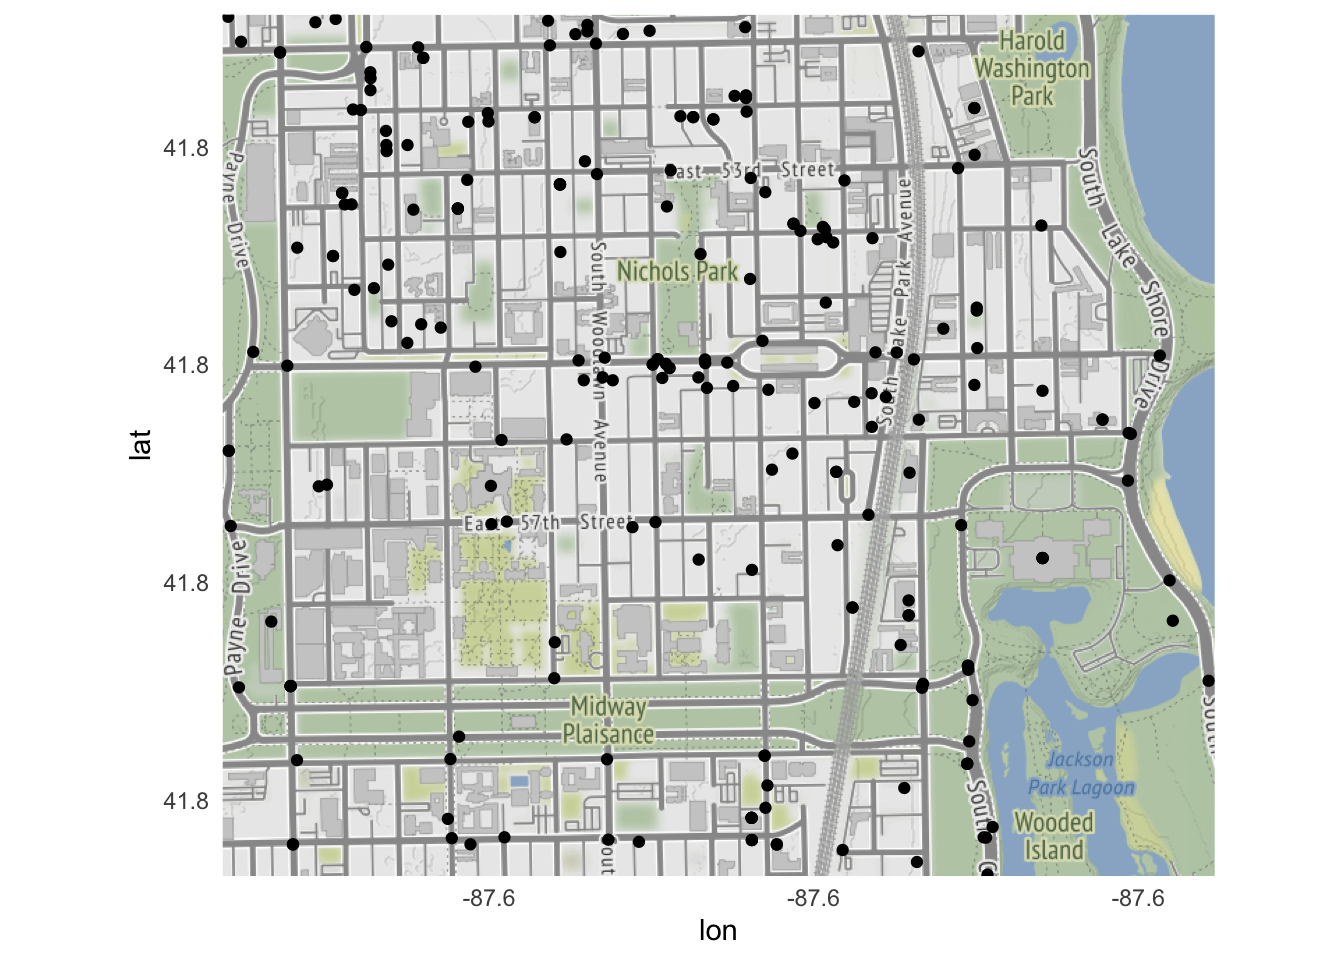 Harold
Washington
Park
41.8
East 53rd Street
Payne Drive
South Lake Shore Drive
South Lake Park Avenue
South Woodlawn Avenue
Nichols Park
41.8
lat
East 57th Street
41.8
Payne Drive
Midway
Plaisance
South
Jackson
Park Lagoon
41.8
South
Wooded
Island
out
-87.6
-87.6
-87.6
lon